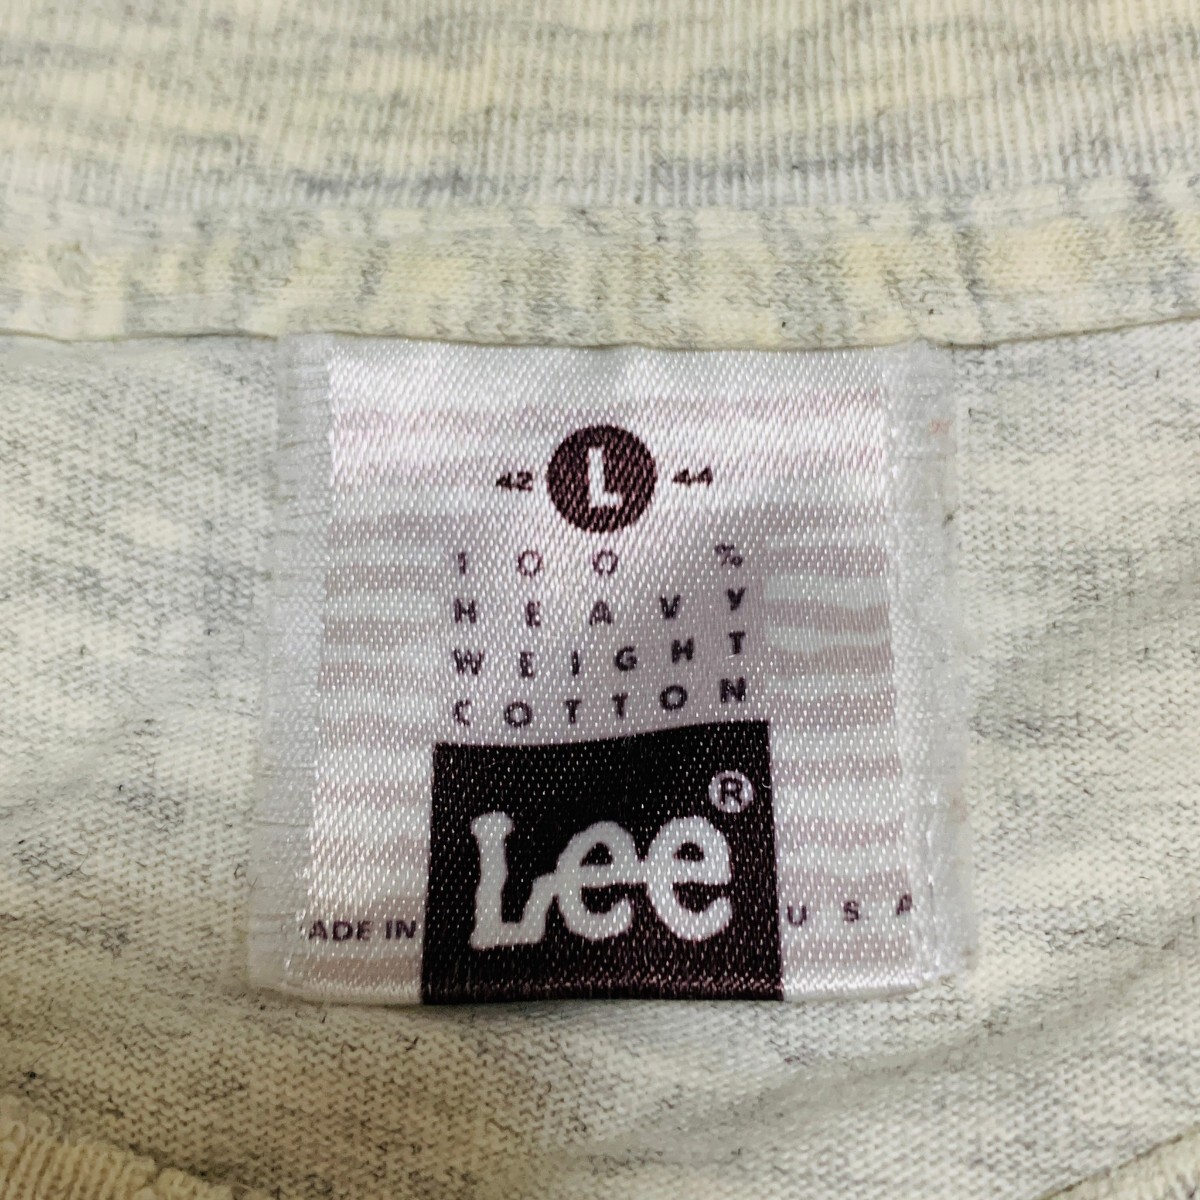 42 L 44
100 %
HEAVY
WEIGHT
COTTON
Lee ®
ADE IN U S A